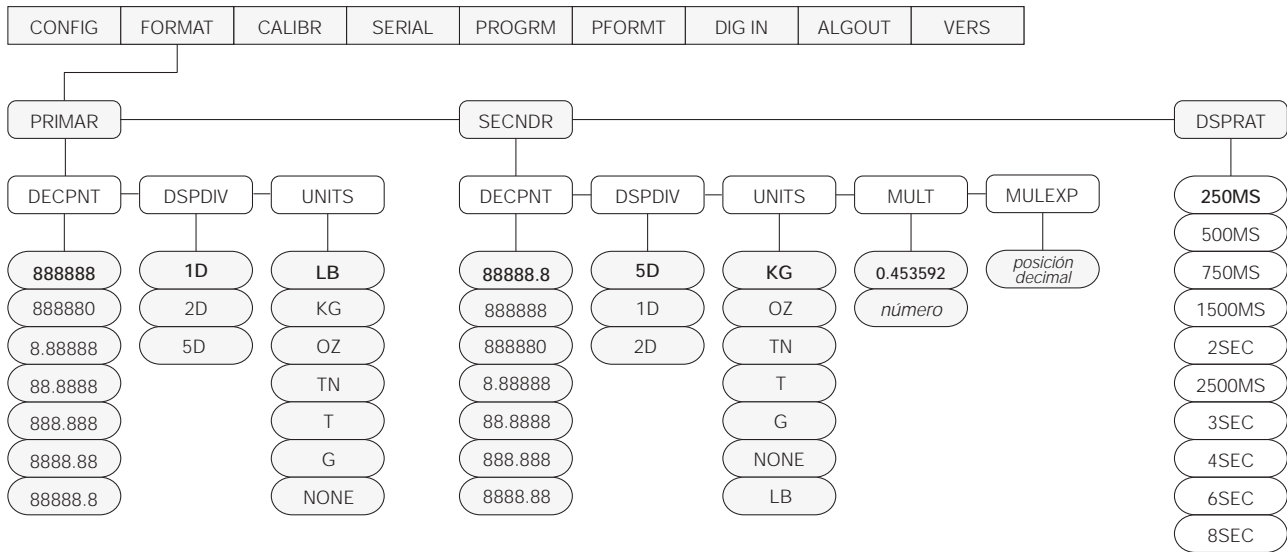 CONFIG FORMAT CALIBR SERIAL PROGRM PFORMT DIG IN ALGOUT VERS
PRIMAR SECNDR DSPRAT
DECPNT DSPDIV UNITS DECPNT DSPDIV UNITS MULT MULEXP 250MS
500MS
888888 1D LB 88888.8 5D KG 0.453592 posición decimal 750MS
888880 2D KG 888888 1D OZ número 1500MS
8.88888 5D OZ 888880 2D TN 2SEC
88.8888 TN 8.88888 T 2500MS
888.888 T 88.8888 G 3SEC
8888.88 G 888.888 NONE 4SEC
88888.8 NONE 8888.88 LB 6SEC
8SEC